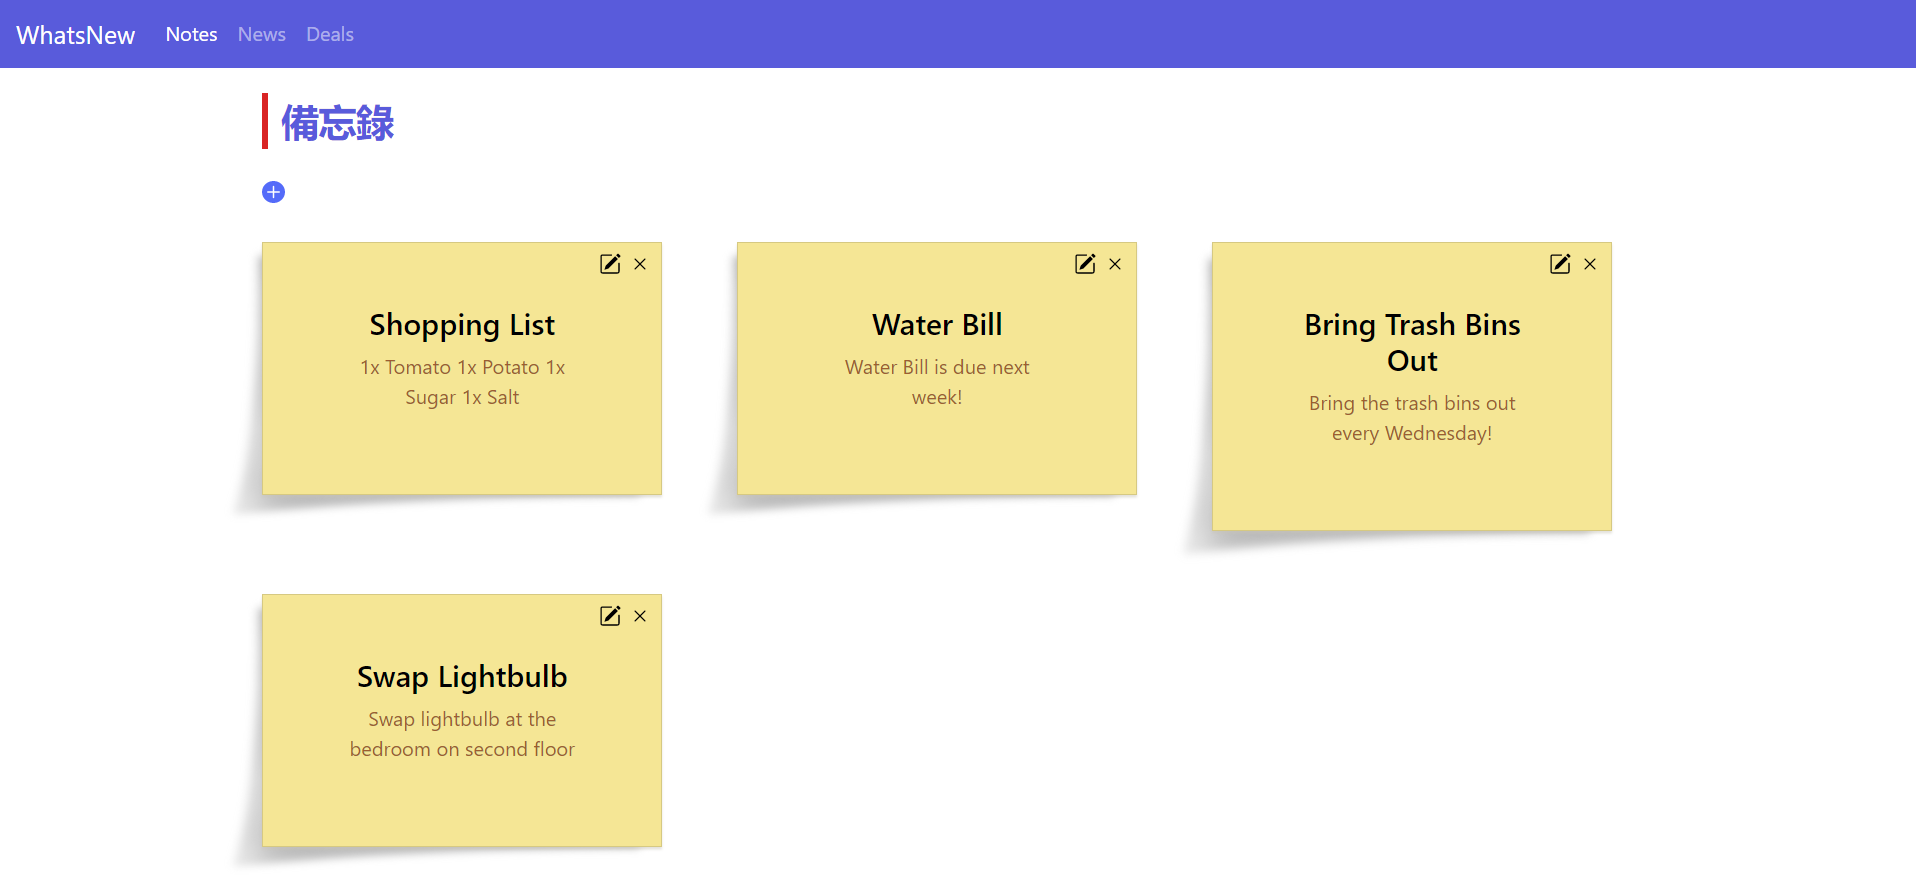 WhatsNew Notes News Deals
備忘錄
Shopping List
1x Tomato 1x Potato 1x
Sugar 1x Salt
Water Bill
Water Bill is due next
week!
Bring Trash Bins
Out
Bring the trash bins out
every Wednesday!
Swap Lightbulb
Swap lightbulb at the
bedroom on second floor